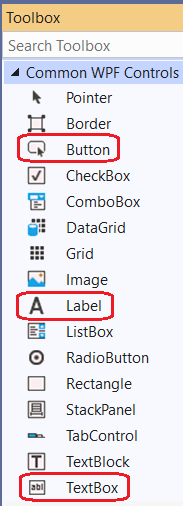 Toolbox
Search Toolbox
Common WPF Controls
Pointer
Border
Button
CheckBox
ComboBox
DataGrid
Grid
Image
A Label
ListBox
RadioButton
Rectangle
StackPanel
TabControl
T TextBlock
abl TextBox